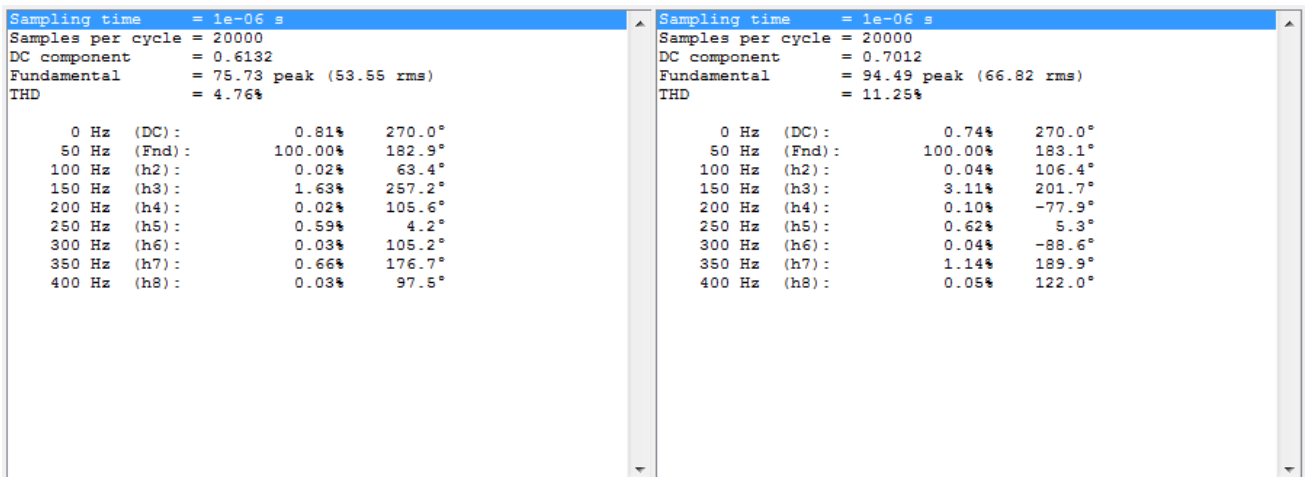 Sampling time = 1e-06 s
Samples per cycle = 20000
DC component = 0.6132
Fundamental = 75.73 peak (53.55 rms)
THD = 4.76%
0 Hz (DC): 0.81% 270.0°
50 Hz (Fnd): 100.00% 182.9°
100 Hz (h2): 0.02% 63.4°
150 Hz (h3): 1.63% 257.2°
200 Hz (h4): 0.02% 105.6°
250 Hz (h5): 0.59% 4.2°
300 Hz (h6): 0.03% 105.2°
350 Hz (h7): 0.66% 176.7°
400 Hz (h8): 0.03% 97.5°
Sampling time = 1e-06 s
Samples per cycle = 20000
DC component = 0.7012
Fundamental = 94.49 peak (66.82 rms)
THD = 11.25%
0 Hz (DC): 0.74% 270.0°
50 Hz (Fnd): 100.00% 183.1°
100 Hz (h2): 0.04% 106.4°
150 Hz (h3): 3.11% 201.7°
200 Hz (h4): 0.10% -77.9°
250 Hz (h5): 0.62% 5.3°
300 Hz (h6): 0.04% -88.6°
350 Hz (h7): 1.14% 189.9°
400 Hz (h8): 0.05% 122.0°